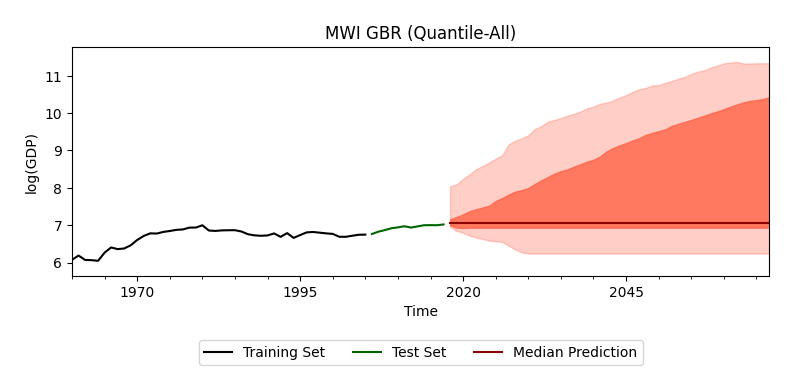 MWI GBR (Quantile-All)
11
10
9
8
7
6
log(GDP)
1970 1995 2020 2045
Time
Training Set Test Set Median Prediction